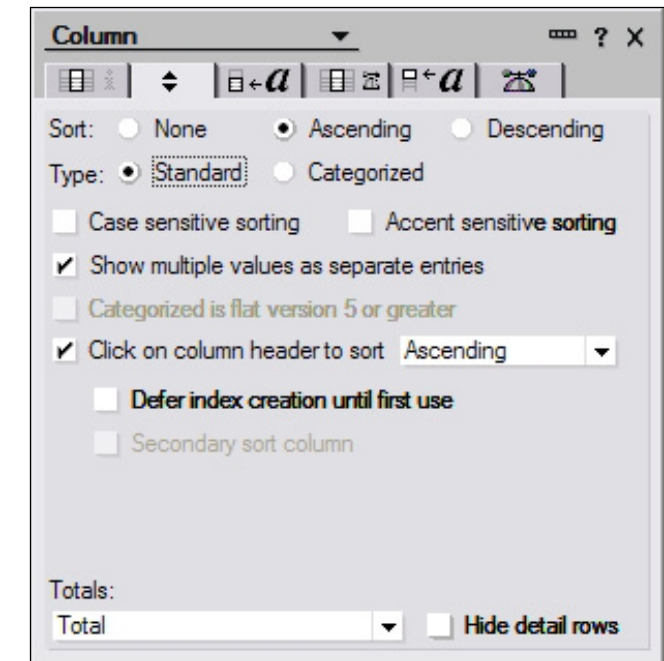 Column ? X
a a
Sort: None Ascending Descending
Type: Standard Categorized
Case sensitive sorting Accent sensitive sorting
Show multiple values as separate entries
Categorized is flat version 5 or greater
Click on column header to sort Ascending
Defer index creation until first use
Secondary sort column
Totals:
Total Hide detail rows